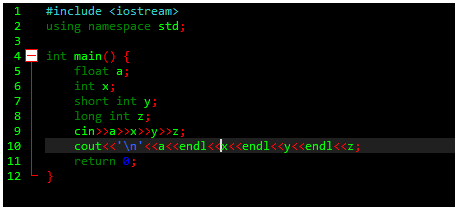 1 #include <iostream>
2 using namespace std;
3
4 int main() {
5 float a;
6 int x;
7 short int y;
8 long int z;
9 cin>>a>>x>>y>>z;
10 cout<<'\n'<<a<<endl<<x<<endl<<y<<endl<<z;
11 return 0;
12 }